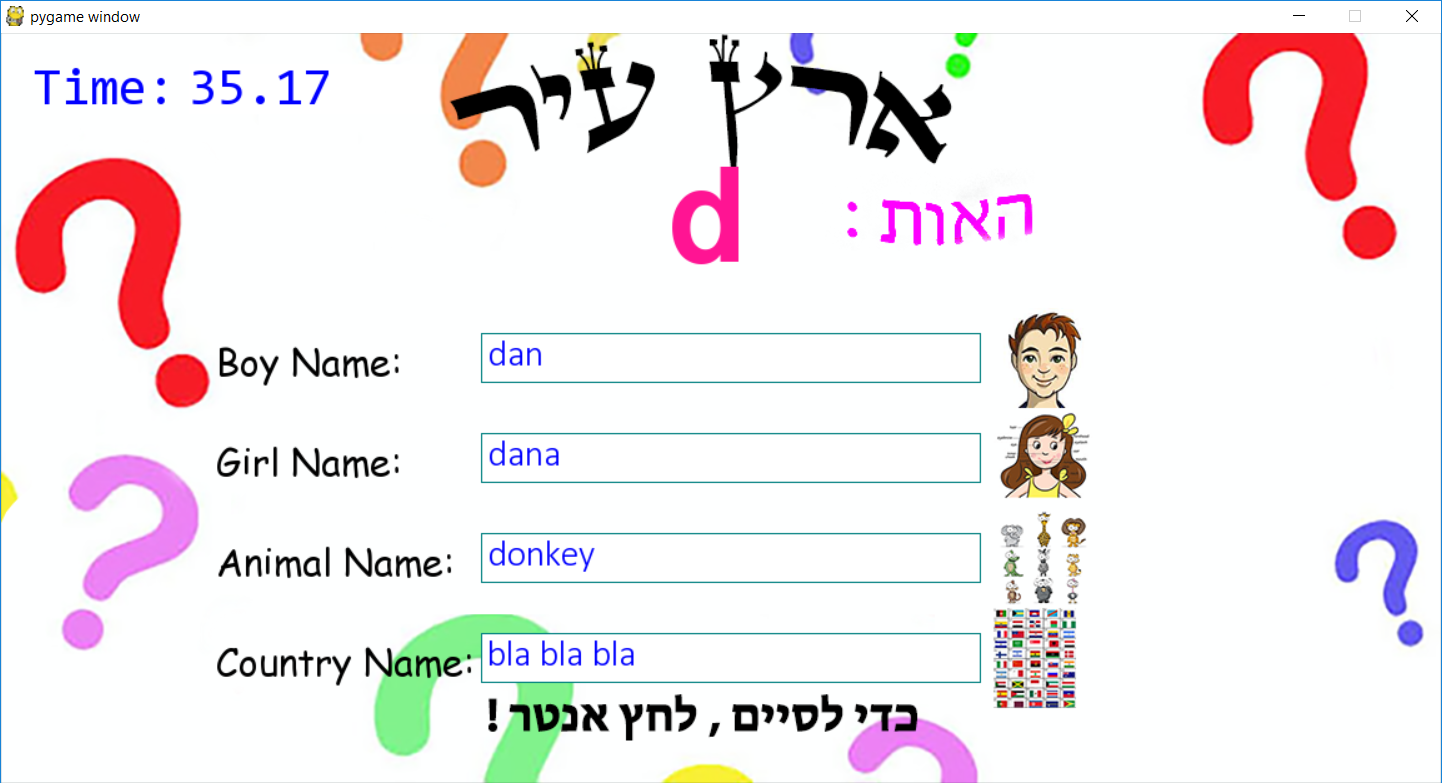 pygame window
Time: 35.17
ארץ עיר
האות :
d
Boy Name:
dan
Girl Name:
dana
Animal Name:
donkey
Country Name:
bla bla bla
כדי לסיים , לחץ אנטר !